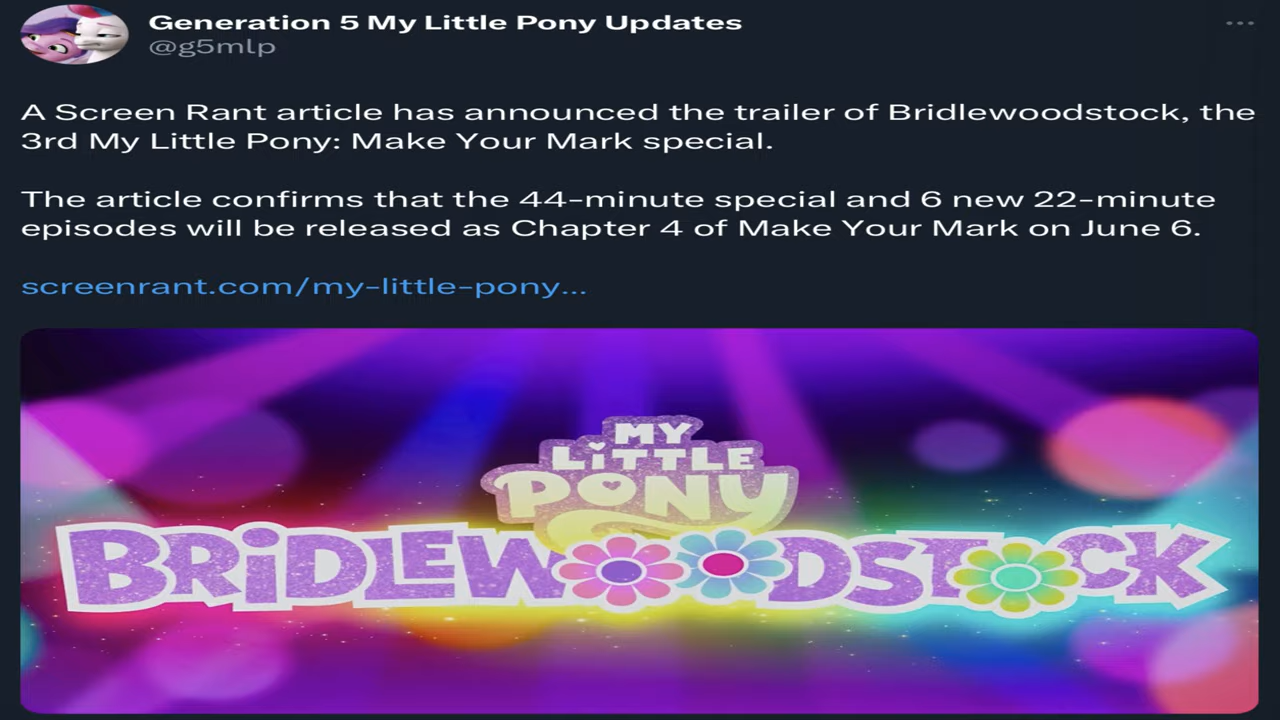 Generation 5 My Little Pony Updates
@g5mlp
A Screen Rant article has announced the trailer of Bridlewoodstock, the
3rd My Little Pony: Make Your Mark special.
The article confirms that the 44-minute special and 6 new 22-minute
episodes will be released as Chapter 4 of Make Your Mark on June 6.
screenrant.com/my-little-pony...
MY
LiTTLE
PONY
BRiDLEWOODSTOCK